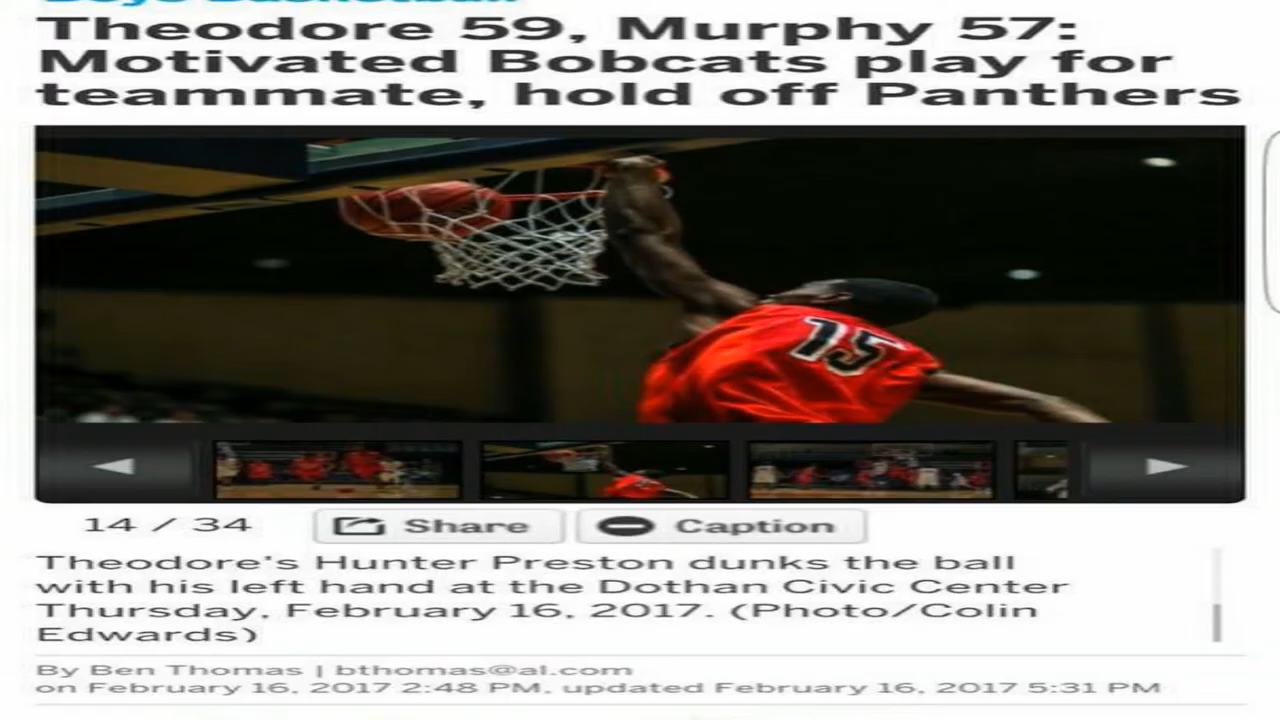 Theodore 59, Murphy 57:
Motivated Bobcats play for
teammate, hold off Panthers
15
14 / 34 Share Caption
Theodore's Hunter Preston dunks the ball
with his left hand at the Dothan Civic Center
Thursday, February 16, 2017. (Photo/Colin
Edwards)
By Ben Thomas | bthomas@al.com
on February 16, 2017 2:48 PM, updated February 16, 2017 5:31 PM